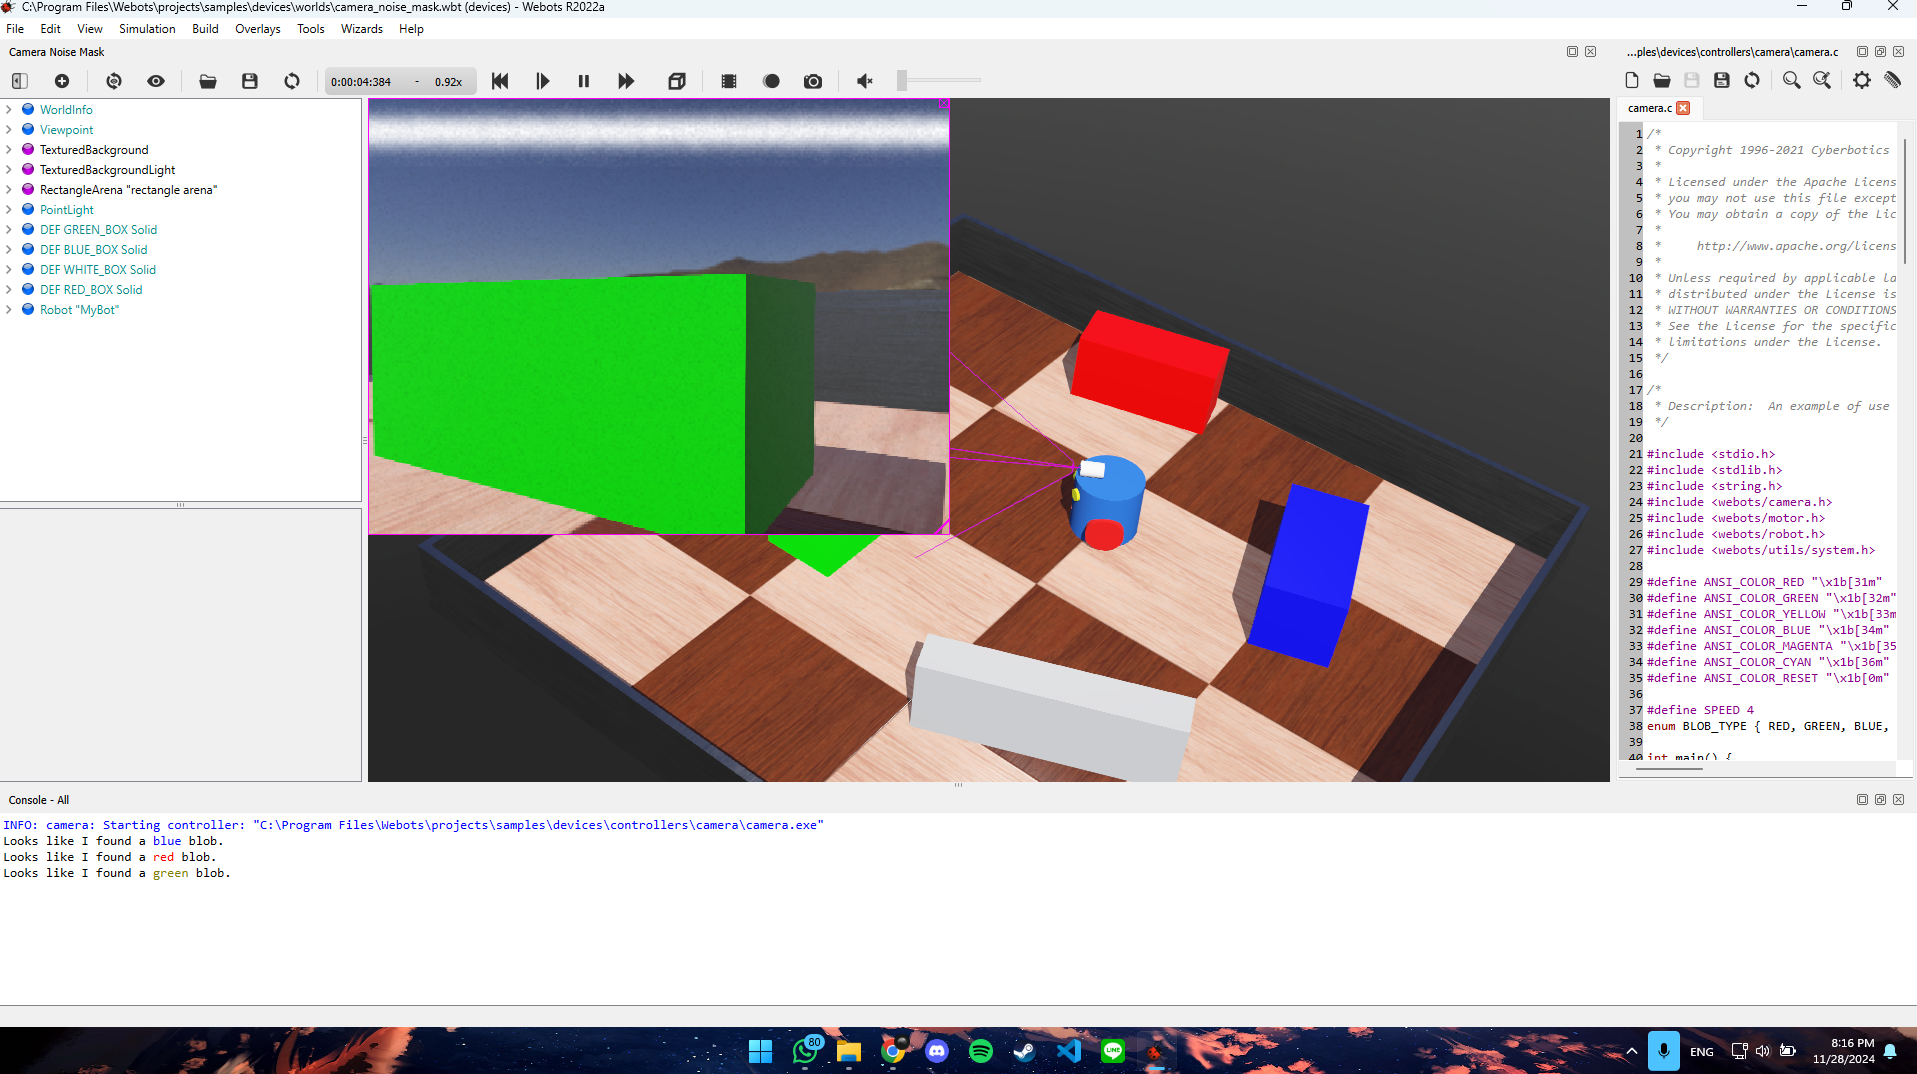 C:\Program Files\Webots\projects\samples\devices\worlds\camera_noise_mask.wbt (devices) - Webots R2022a
File Edit View Simulation Build Overlays Tools Wizards Help
Camera Noise Mask
...ples\devices\controllers\camera\camera.c
0:00:04:384 - 0.92x
WorldInfo
Viewpoint
TexturedBackground
TexturedBackgroundLight
RectangleArena "rectangle arena"
PointLight
DEF GREEN_BOX Solid
DEF BLUE_BOX Solid
DEF WHITE_BOX Solid
DEF RED_BOX Solid
Robot "MyBot"
camera.c
1 /*
2 * Copyright 1996-2021 Cyberbotics
3 *
4 * Licensed under the Apache Licens
5 * you may not use this file except
6 * You may obtain a copy of the Lic
7 *
8 * http://www.apache.org/licens
9 *
10 * Unless required by applicable la
11 * distributed under the License is
12 * WITHOUT WARRANTIES OR CONDITIONS
13 * See the License for the specific
14 * limitations under the License.
15 */
16
17 /*
18 * Description: An example of use
19 */
20
21 #include <stdio.h>
22 #include <stdlib.h>
23 #include <string.h>
24 #include <webots/camera.h>
25 #include <webots/motor.h>
26 #include <webots/robot.h>
27 #include <webots/utils/system.h>
28
29 #define ANSI_COLOR_RED "\x1b[31m"
30 #define ANSI_COLOR_GREEN "\x1b[32m"
31 #define ANSI_COLOR_YELLOW "\x1b[33m
32 #define ANSI_COLOR_BLUE "\x1b[34m"
33 #define ANSI_COLOR_MAGENTA "\x1b[35
34 #define ANSI_COLOR_CYAN "\x1b[36m"
35 #define ANSI_COLOR_RESET "\x1b[0m"
36
37 #define SPEED 4
38 enum BLOB_TYPE { RED, GREEN, BLUE,
39
40 int main() {
Console - All
INFO: camera: Starting controller: "C:\Program Files\Webots\projects\samples\devices\controllers\camera\camera.exe"
Looks like I found a blue blob.
Looks like I found a red blob.
Looks like I found a green blob.
80
LINE
ENG
8:16 PM
11/28/2024